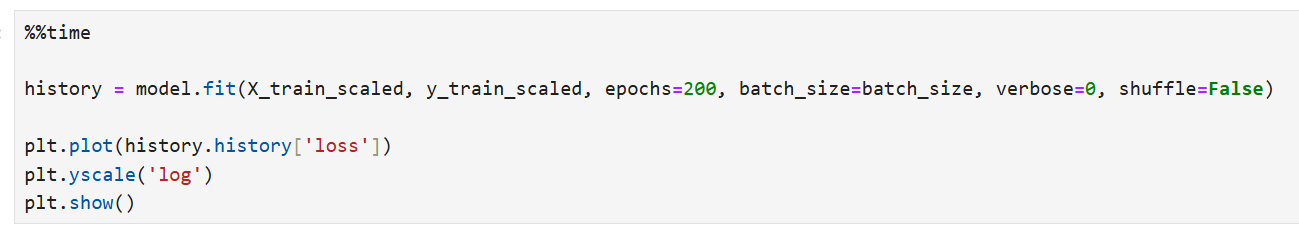 %%time
history = model.fit(X_train_scaled, y_train_scaled, epochs=200, batch_size=batch_size, verbose=0, shuffle=False)
plt.plot(history.history['loss'])
plt.yscale('log')
plt.show()